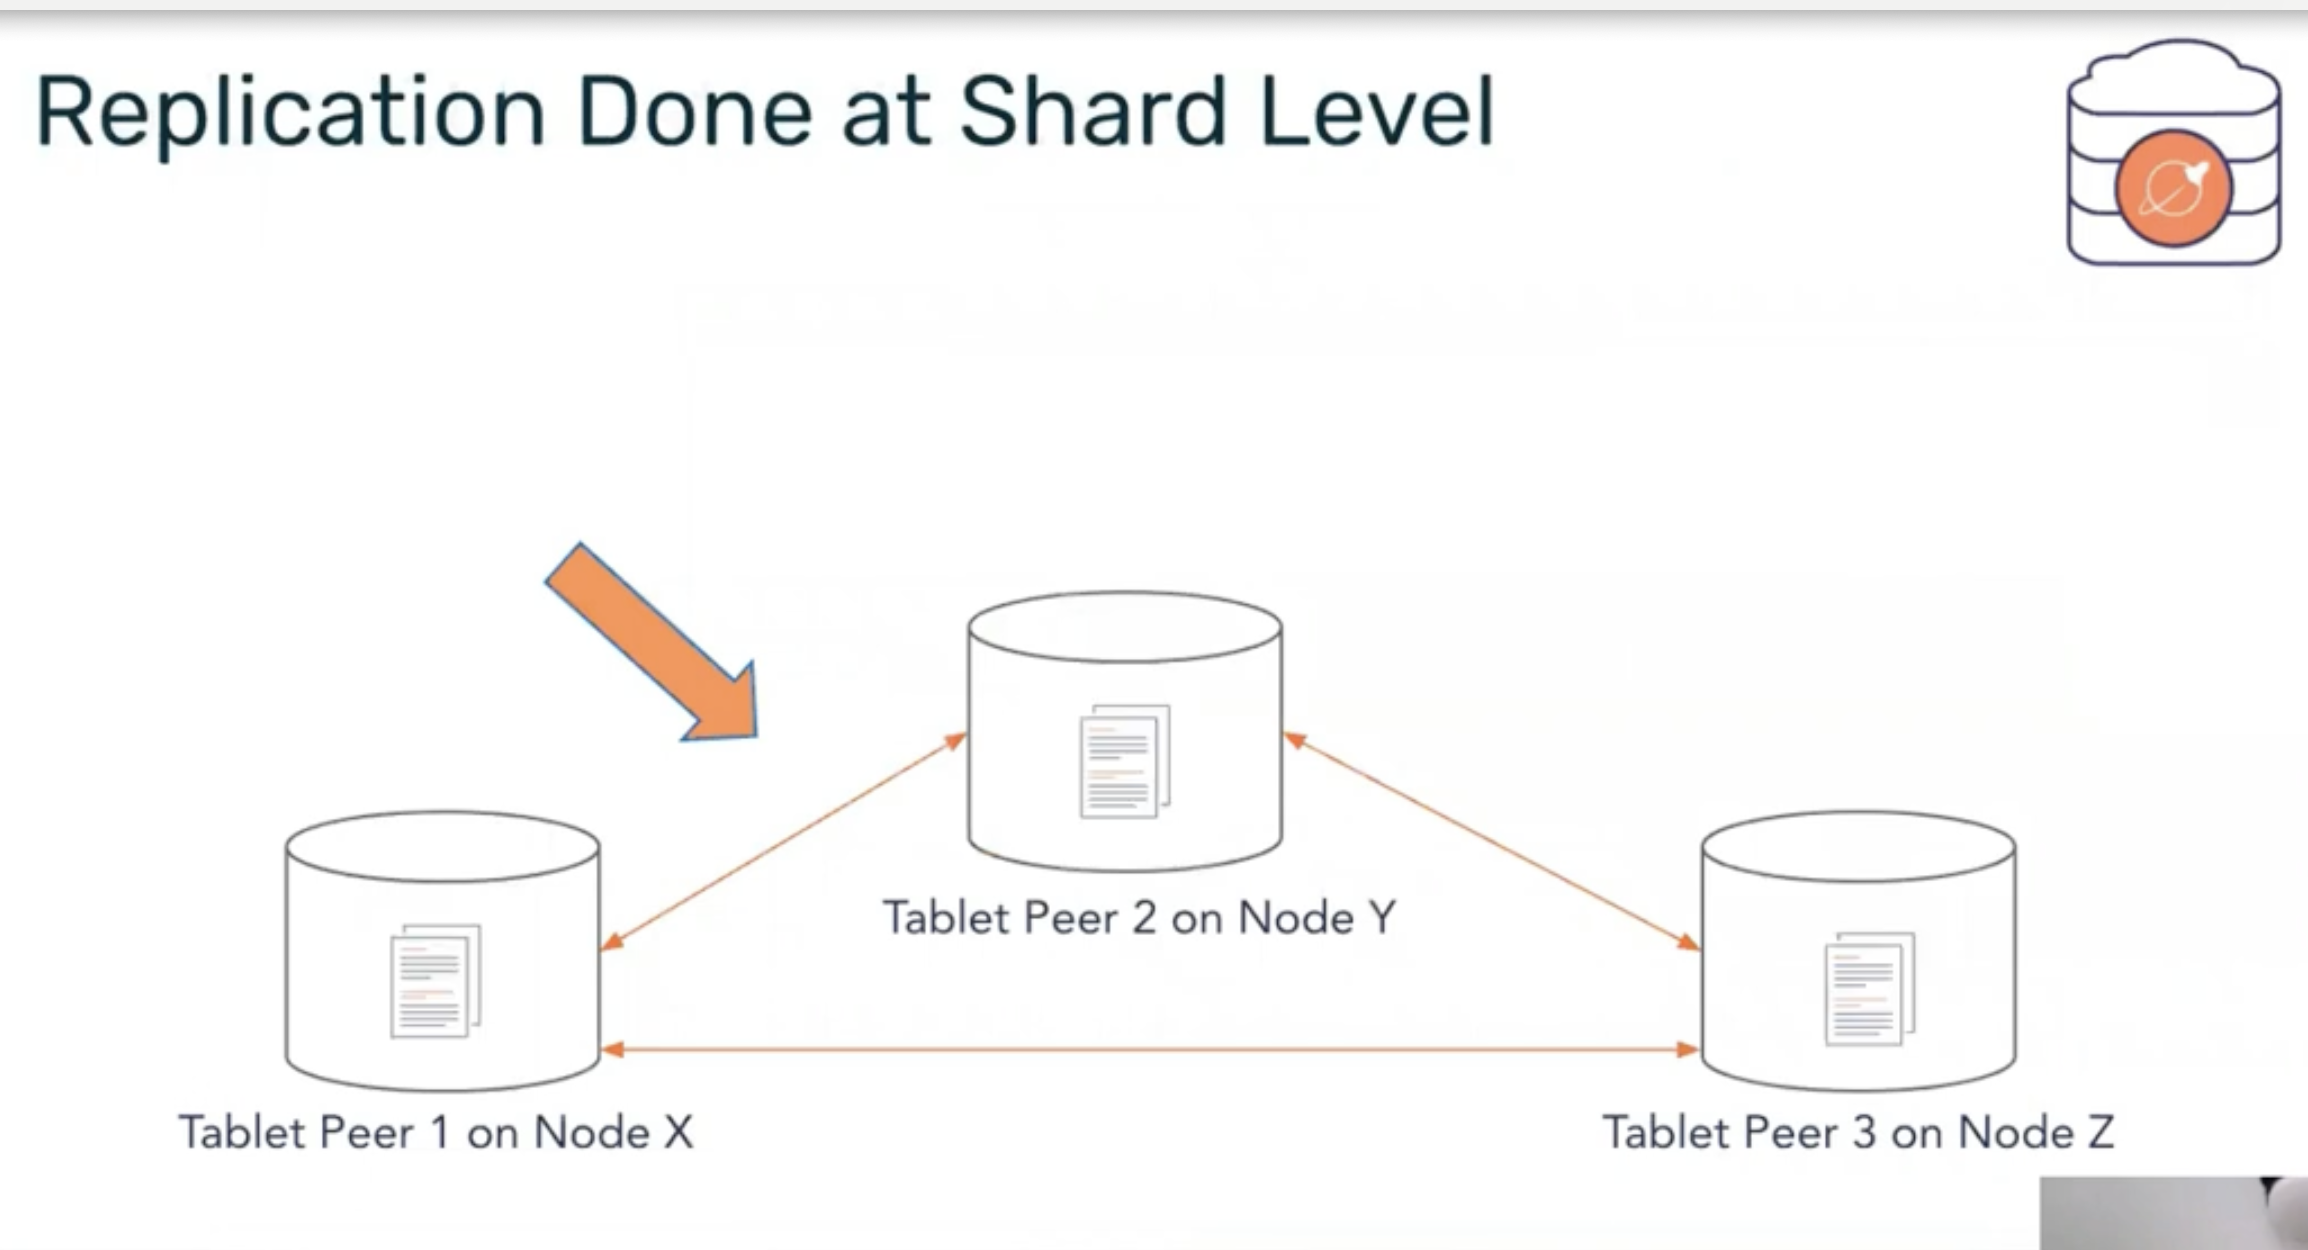 Replication Done at Shard Level
Tablet Peer 2 on Node Y
Tablet Peer 1 on Node X
Tablet Peer 3 on Node Z